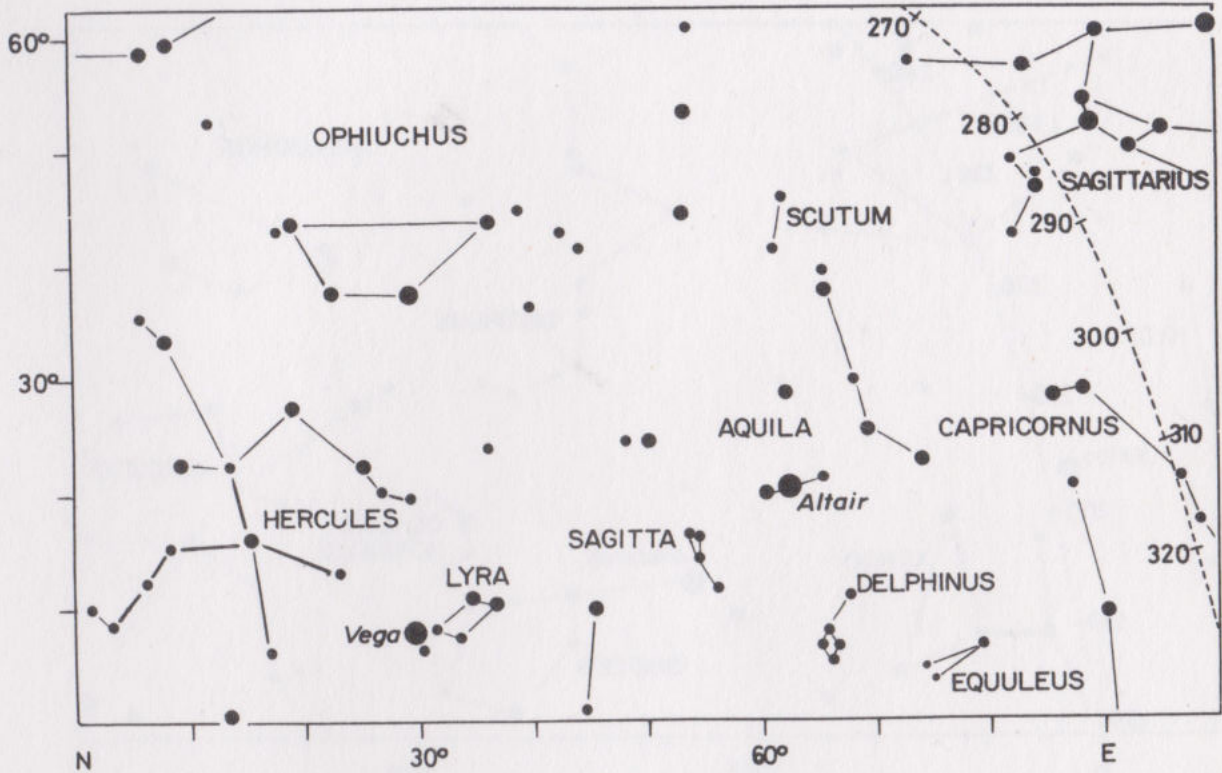 60°
270
OPHIUCHUS
280
SAGITTARIUS
SCUTUM
290
300
30°
AQUILA
CAPRICORNUS
310
Altair
HERCULES
SAGITTA
320
LYRA
DELPHINUS
Vega
EQUULEUS
N
30°
60°
E